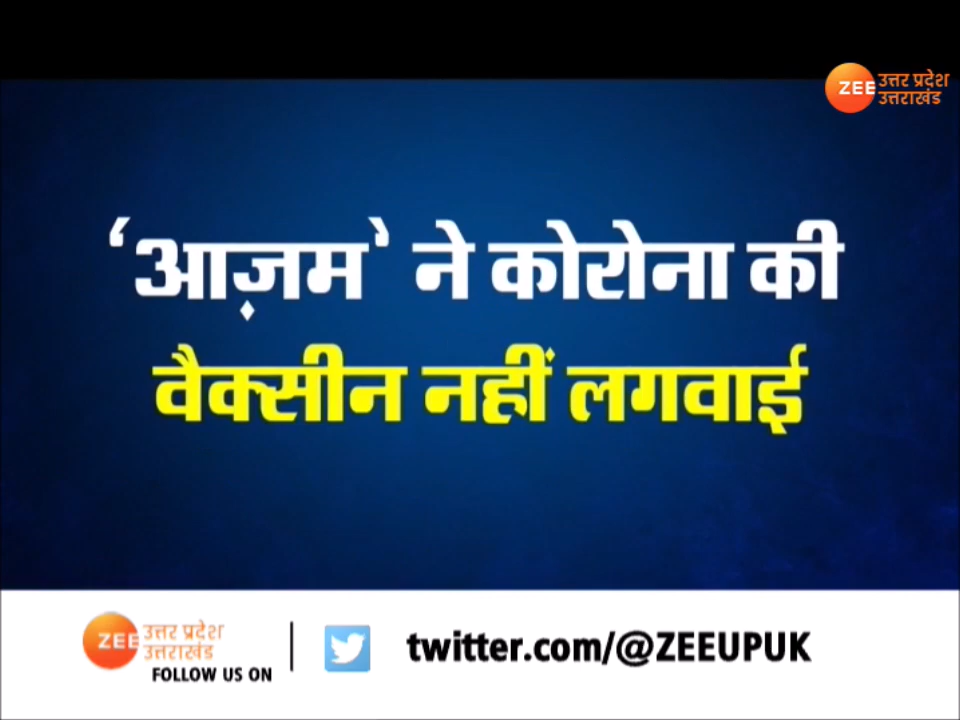 ZEE उत्तर प्रदेश
उत्तराखंड
‘आज़म‘ ने कोरोना की
वैक्सीन नहीं लगवाई
ZEE उत्तर प्रदेश
उत्तराखंड
FOLLOW US ON
twitter.com/@ZEEUPUK